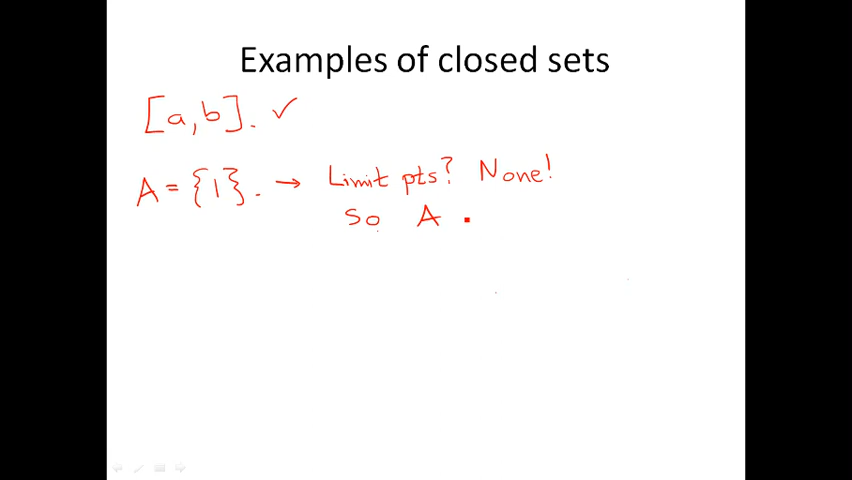 Examples of closed sets
[a,b]. ✓
A = {1}. → Limit pts? None!
So A